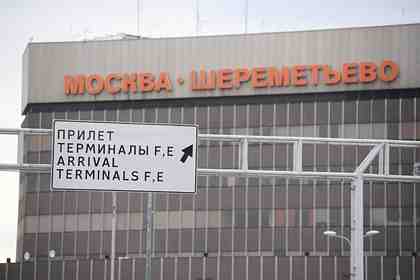 МОСКВА · ШЕРЕМЕТЬЕВО
ПРИЛЕТ
ТЕРМИНАЛЫ F,E
ARRIVAL
TERMINALS F,E